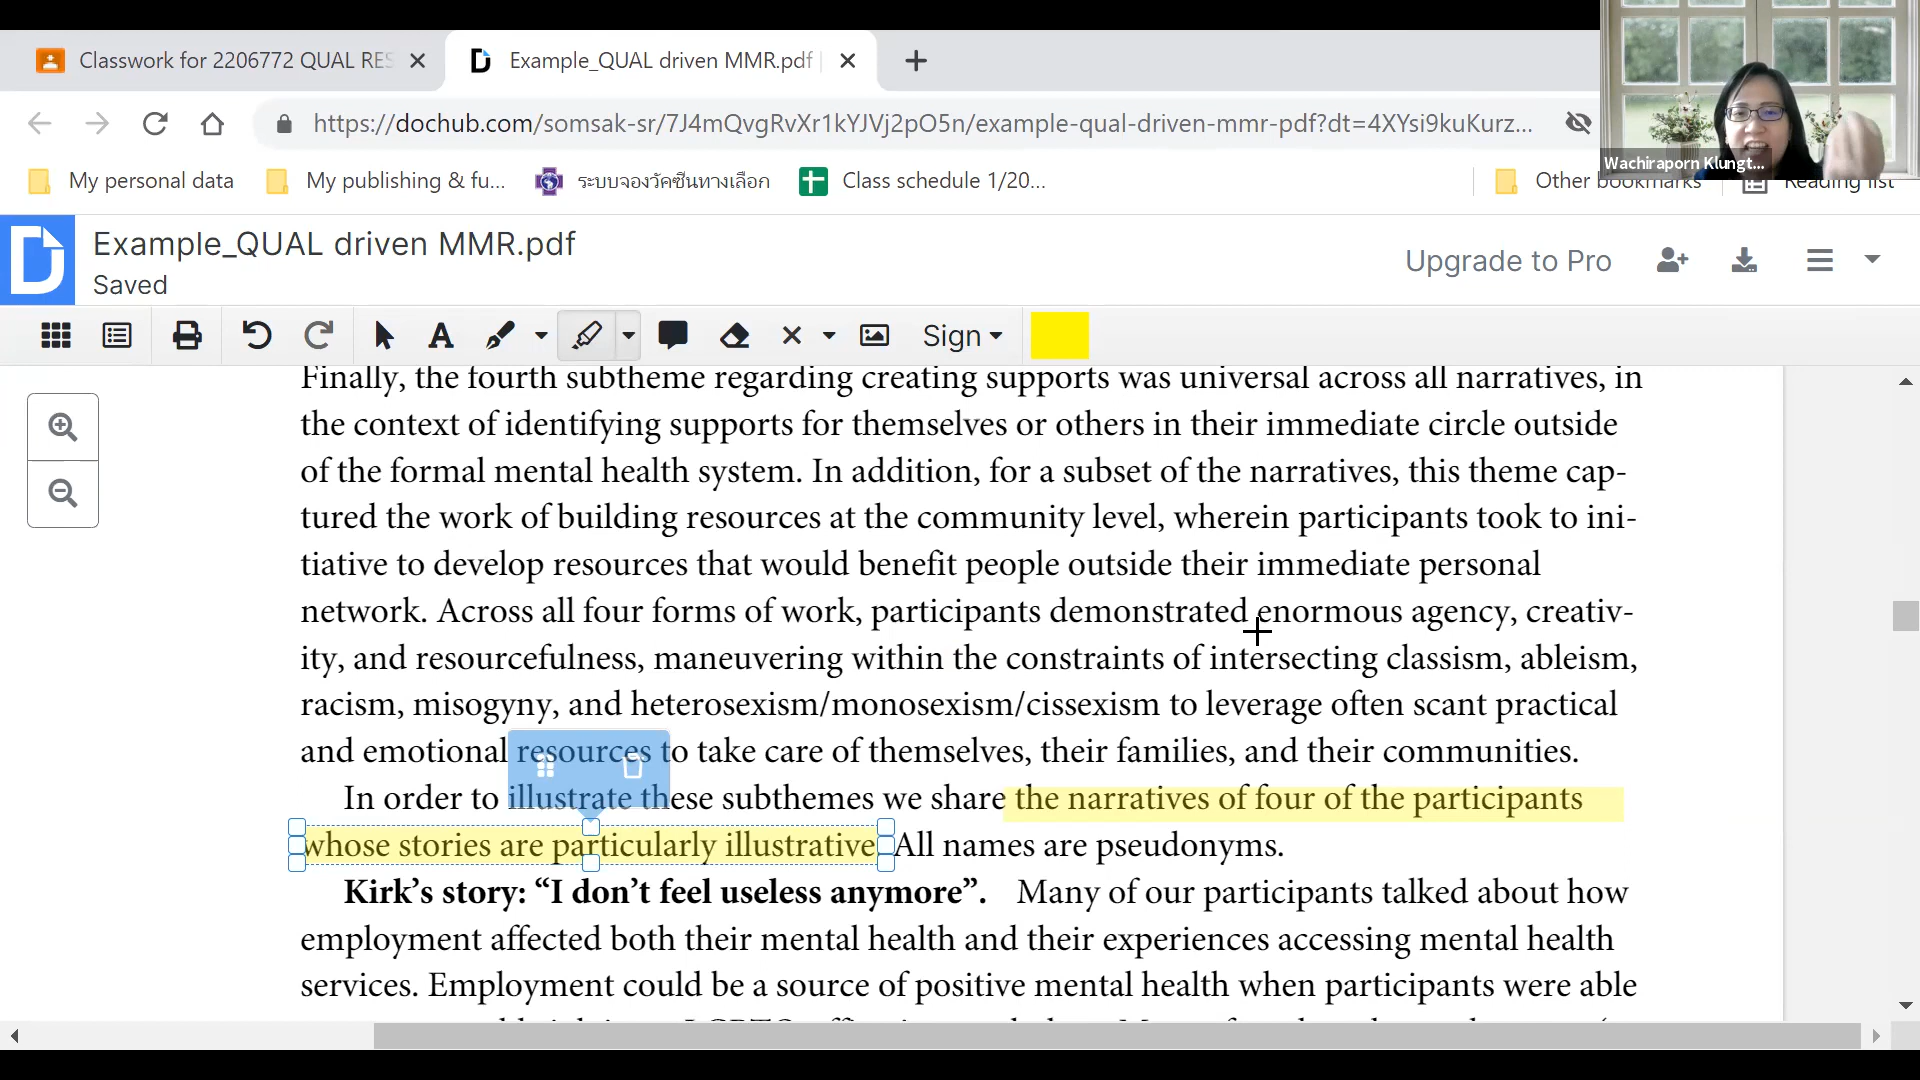 Classwork for 2206772 QUAL RES
Example_QUAL driven MMR.pdf
https://dochub.com/somsak-sr/7J4mQvgRvXr1kYJVj2pO5n/example-qual-driven-mmr-pdf?dt=4XYsi9kuKurz...
Wachiraporn Klungt...
My personal data
My publishing & fu...
ระบบจองวัคซีนทางเลือก
Class schedule 1/20...
Other bookmarks
Reading list
Example_QUAL driven MMR.pdf
Saved
Upgrade to Pro
Sign
Finally, the fourth subtheme regarding creating supports was universal across all narratives, in
the context of identifying supports for themselves or others in their immediate circle outside
of the formal mental health system. In addition, for a subset of the narratives, this theme cap-
tured the work of building resources at the community level, wherein participants took to ini-
tiative to develop resources that would benefit people outside their immediate personal
network. Across all four forms of work, participants demonstrated enormous agency, creativ-
ity, and resourcefulness, maneuvering within the constraints of intersecting classism, ableism,
racism, misogyny, and heterosexism/monosexism/cissexism to leverage often scant practical
and emotional resources to take care of themselves, their families, and their communities.
In order to illustrate these subthemes we share the narratives of four of the participants
whose stories are particularly illustrative. All names are pseudonyms.
Kirk's story: “I don't feel useless anymore”. Many of our participants talked about how
employment affected both their mental health and their experiences accessing mental health
services. Employment could be a source of positive mental health when participants were able